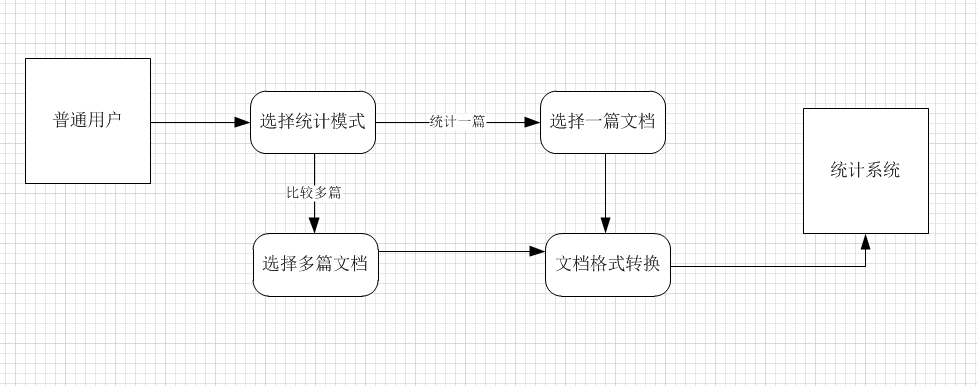 普通用户
选择统计模式
统计一篇
选择一篇文档
统计系统
比较多篇
选择多篇文档
文档格式转换